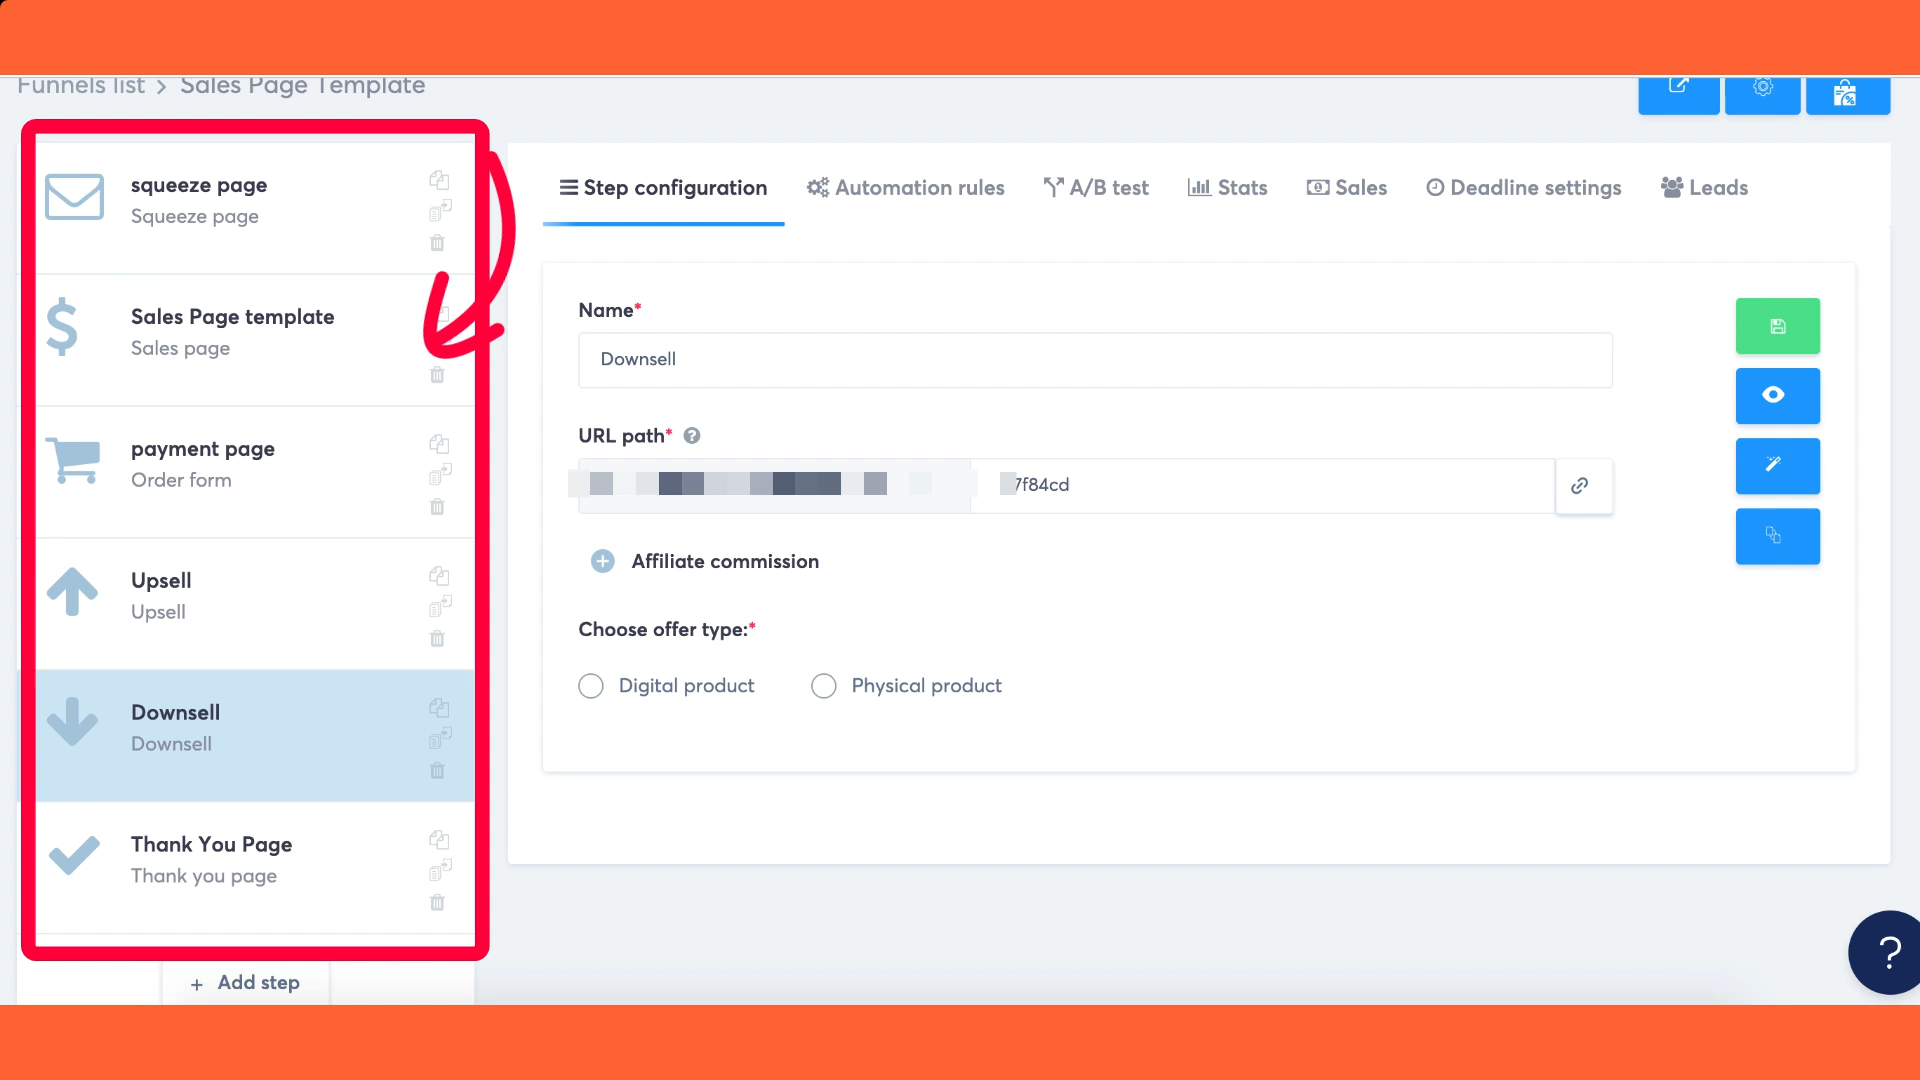 Funnels list > Sales Page Template
squeeze page
Squeeze page
Sales Page template
Sales page
payment page
Order form
Upsell
Upsell
Downsell
Downsell
Thank You Page
Thank you page
+ Add step
Step configuration
Automation rules
A/B test
Stats
Sales
Deadline settings
Leads
Name*
Downsell
URL path* ?
7f84cd
+ Affiliate commission
Choose offer type:*
Digital product
Physical product
?